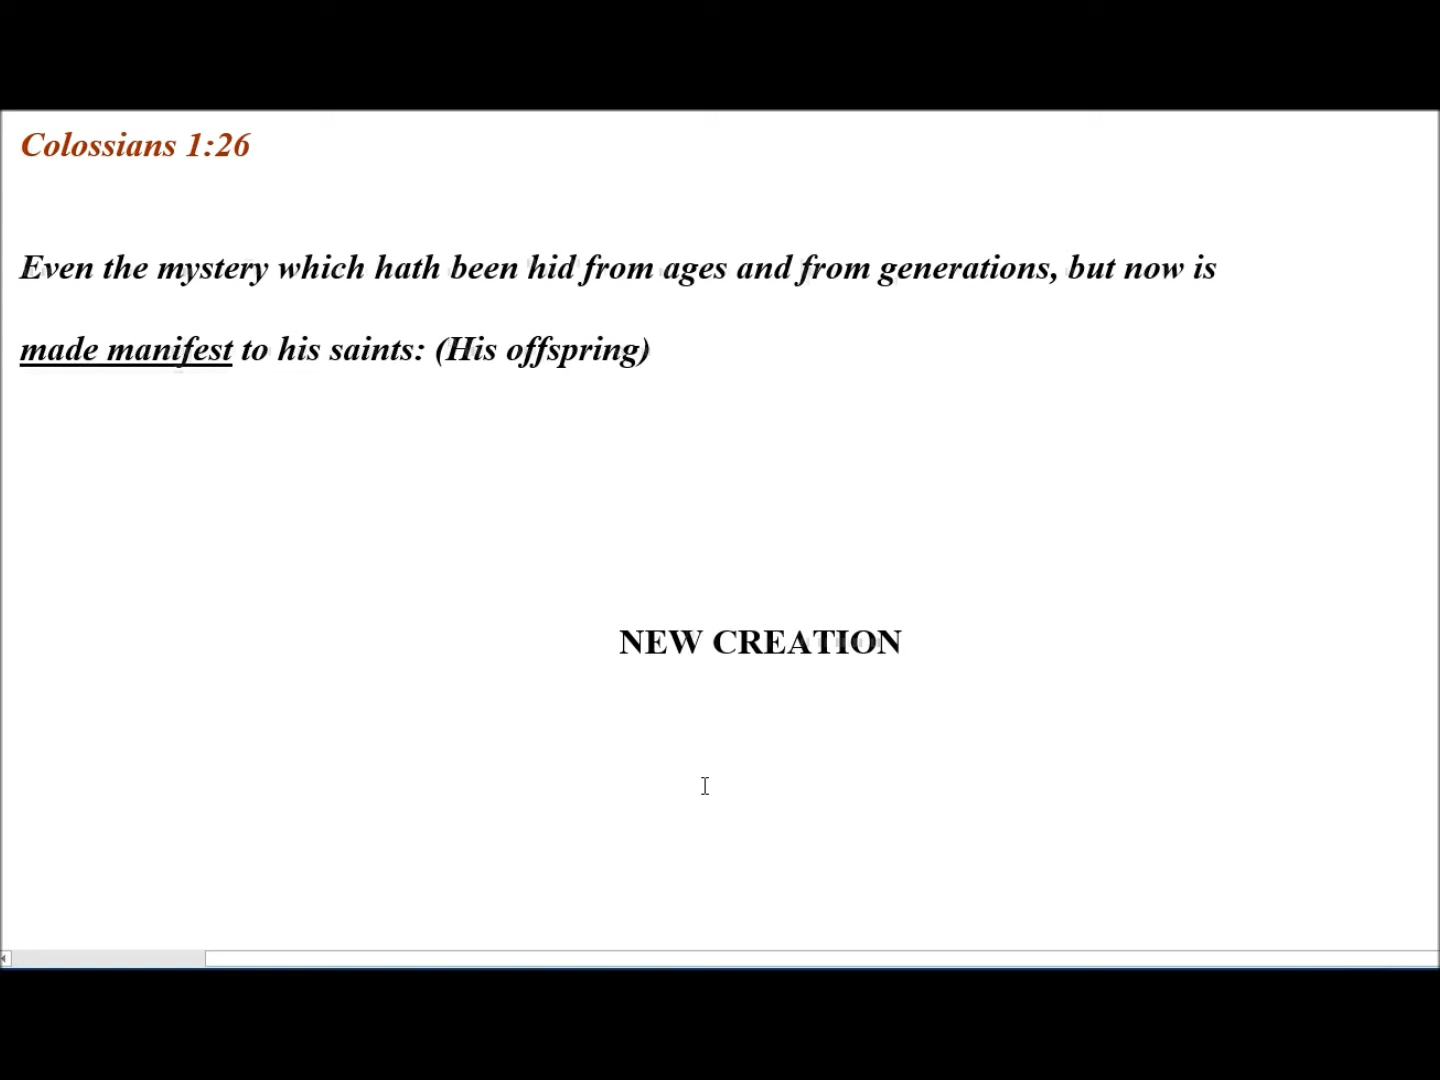 Colossians 1:26
Even the mystery which hath been hid from ages and from generations, but now is
made manifest to his saints: (His offspring)
NEW CREATION